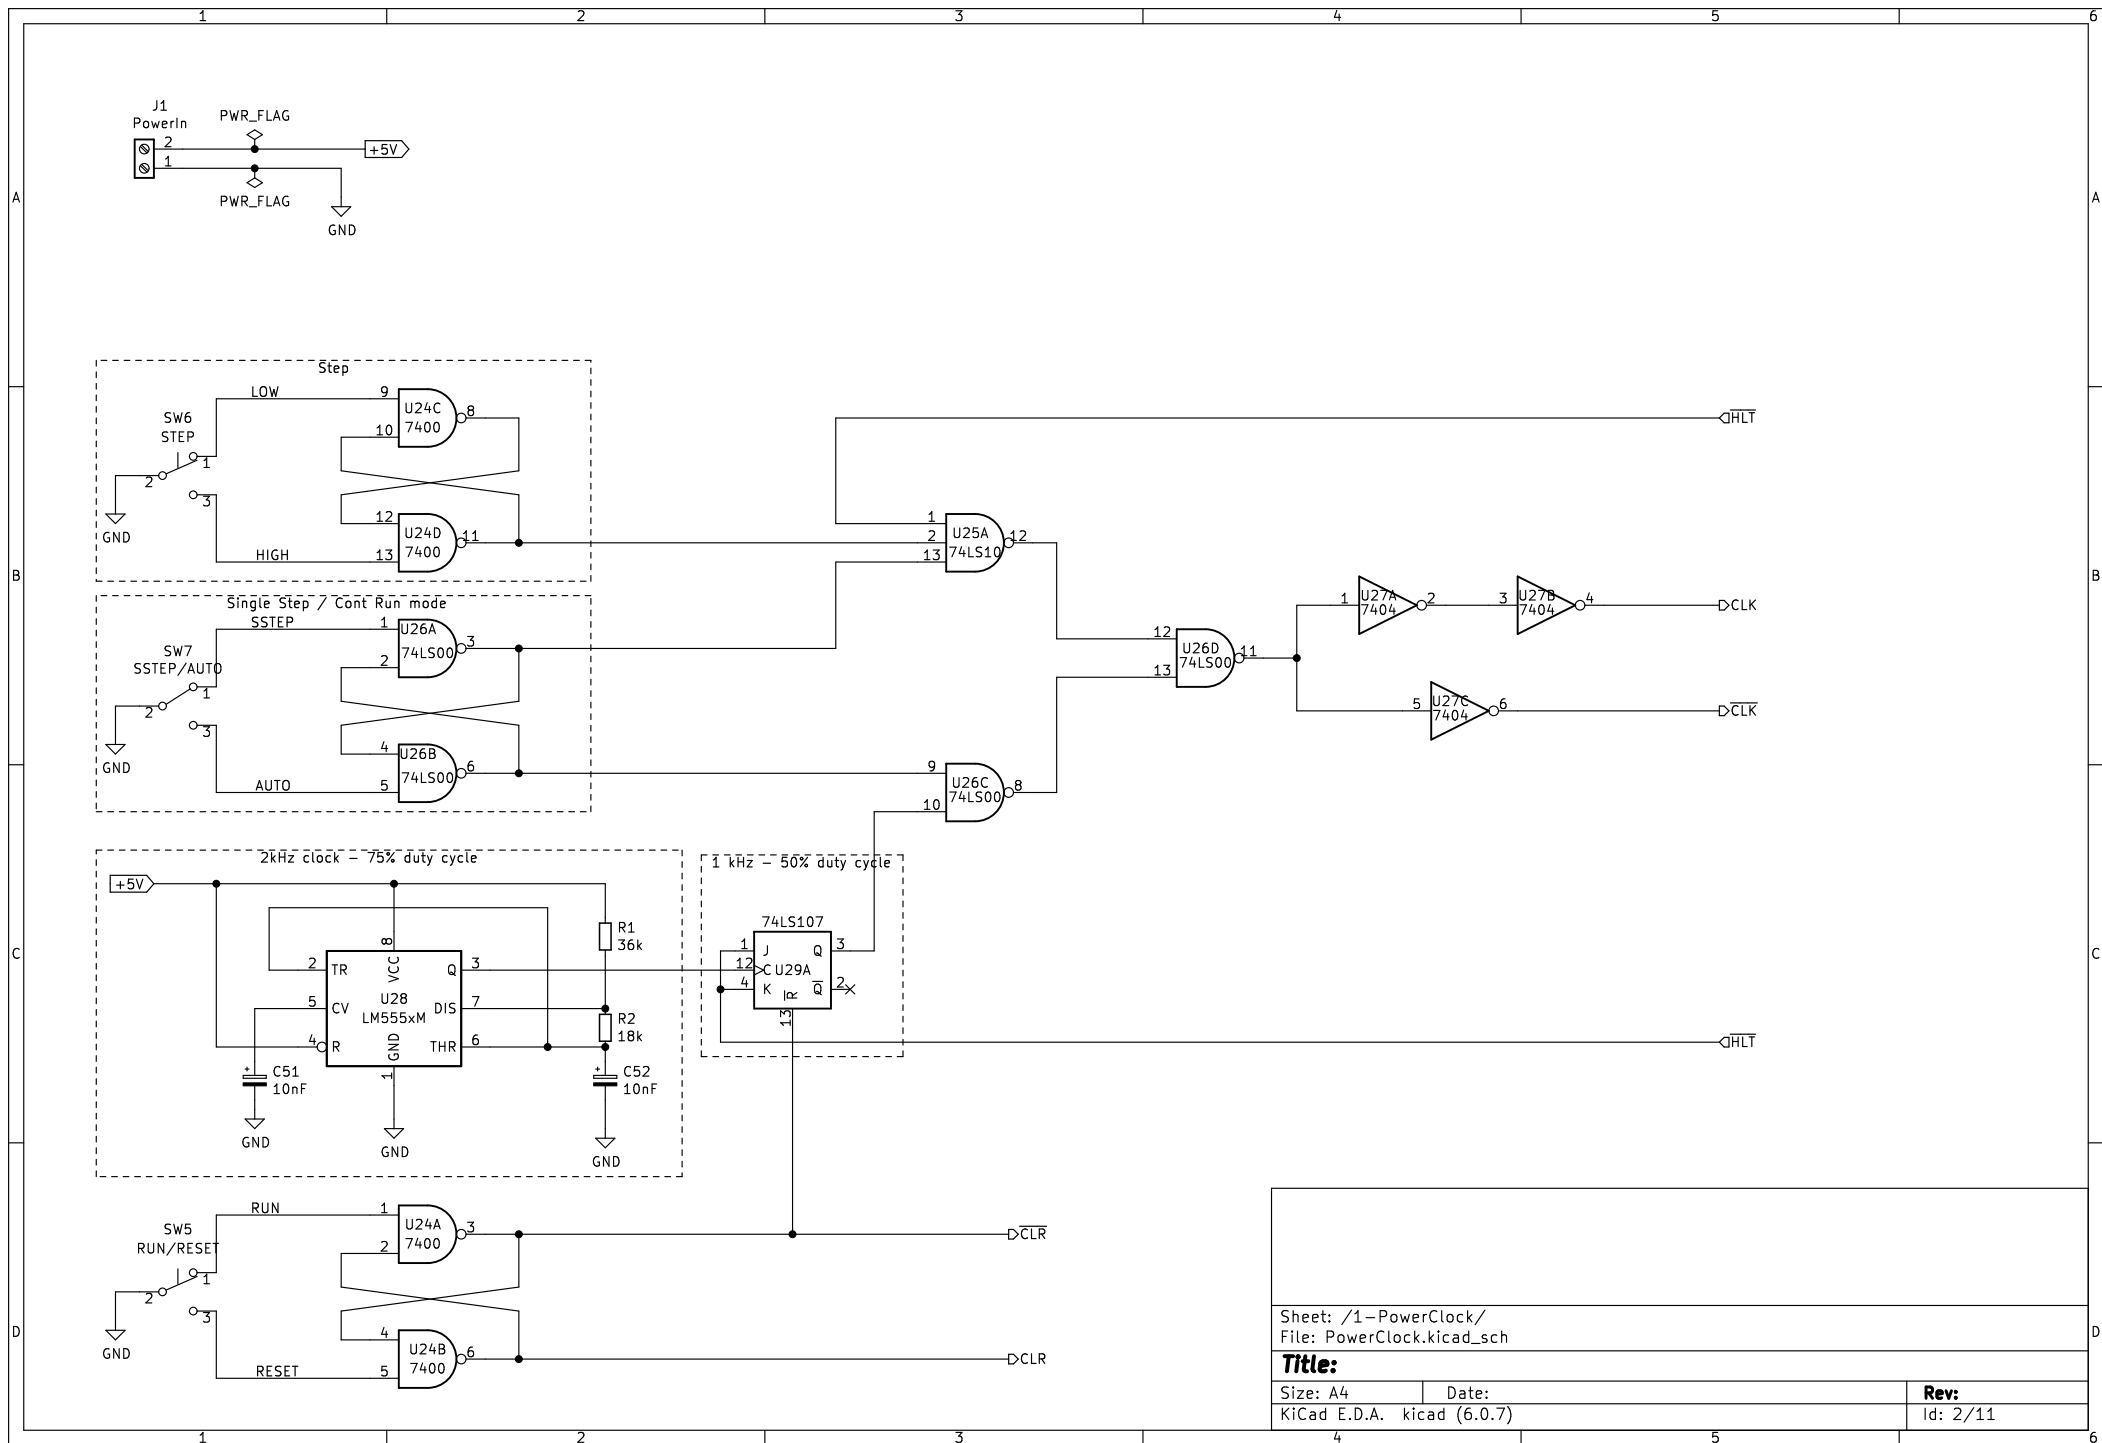 1 2 3 4 5 6
J1
PowerIn
PWR_FLAG
2
+5V
1
PWR_FLAG
GND
A A
Step
LOW
9
U24C
7400
8
10
SW6
STEP
1
2
3
GND
12
U24D
7400
11
HIGH
13
HLT
1
2
13
U25A
74LS10
12
B B
Single Step / Cont Run mode
SSTEP
1
U26A
74LS00
3
2
SW7
SSTEP/AUTO
1
2
3
GND
4
U26B
74LS00
6
AUTO
5
12
U26D
74LS00
11
13
1
U27A
7404
2
3
U27B
7404
4
CLK
5
U27C
7404
6
CLK
9
U26C
74LS00
8
10
2kHz clock – 75% duty cycle
+5V
R1
36k
8
VCC
2
TR
Q
3
5
CV
U28
LM555xM
DIS
7
R2
18k
4
R
GND
THR
6
1
C51
10nF
GND
GND
C52
10nF
GND
1 kHz – 50% duty cycle
74LS107
1
J
Q
3
12
C
U29A
4
K
R
Q
2
13
HLT
C C
RUN
1
U24A
7400
3
2
CLR
SW5
RUN/RESET
1
2
3
GND
4
U24B
7400
6
CLR
RESET
5
D D
Sheet: /1–PowerClock/
File: PowerClock.kicad_sch
Title:
Size: A4 Date: Rev:
KiCad E.D.A. kicad (6.0.7) Id: 2/11
1 2 3 4 5 6